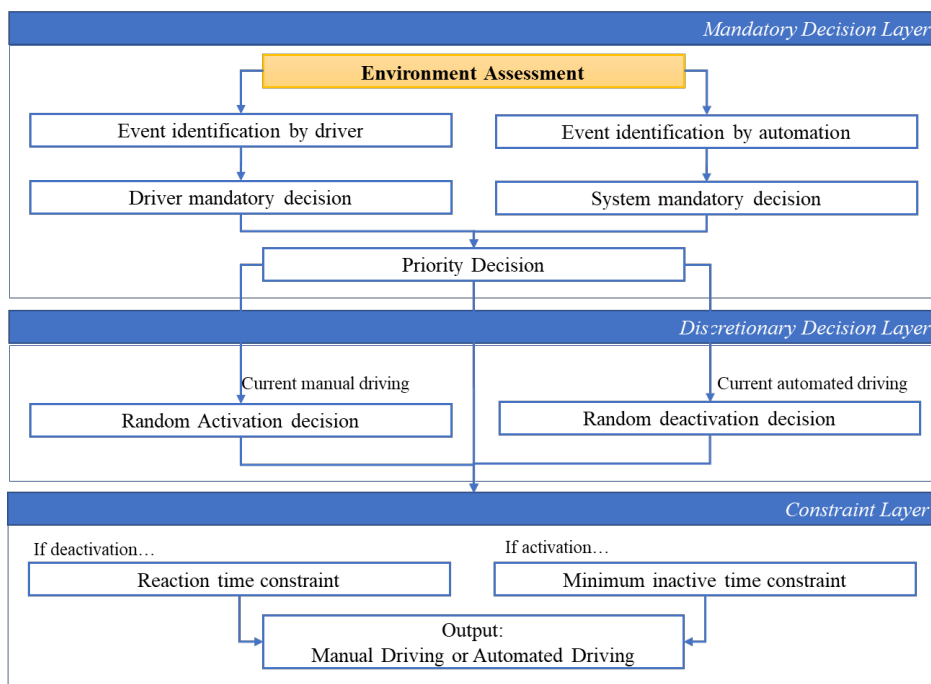 Mandatory Decision Layer
Environment Assessment
Event identification by driver
Event identification by automation
Driver mandatory decision
System mandatory decision
Priority Decision
Discretionary Decision Layer
Current manual driving
Current automated driving
Random Activation decision
Random deactivation decision
Constraint Layer
If deactivation…
If activation…
Reaction time constraint
Minimum inactive time constraint
Output:
Manual Driving or Automated Driving